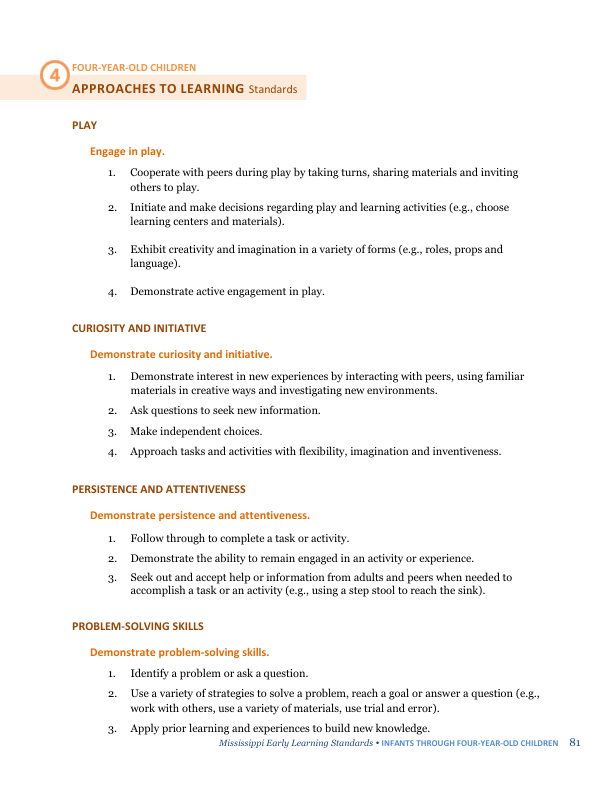 4
FOUR-YEAR-OLD CHILDREN
APPROACHES TO LEARNING Standards
PLAY
Engage in play.
1. Cooperate with peers during play by taking turns, sharing materials and inviting
others to play.
2. Initiate and make decisions regarding play and learning activities (e.g., choose
learning centers and materials).
3. Exhibit creativity and imagination in a variety of forms (e.g., roles, props and
language).
4. Demonstrate active engagement in play.
CURIOSITY AND INITIATIVE
Demonstrate curiosity and initiative.
1. Demonstrate interest in new experiences by interacting with peers, using familiar
materials in creative ways and investigating new environments.
2. Ask questions to seek new information.
3. Make independent choices.
4. Approach tasks and activities with flexibility, imagination and inventiveness.
PERSISTENCE AND ATTENTIVENESS
Demonstrate persistence and attentiveness.
1. Follow through to complete a task or activity.
2. Demonstrate the ability to remain engaged in an activity or experience.
3. Seek out and accept help or information from adults and peers when needed to
accomplish a task or an activity (e.g., using a step stool to reach the sink).
PROBLEM-SOLVING SKILLS
Demonstrate problem-solving skills.
1. Identify a problem or ask a question.
2. Use a variety of strategies to solve a problem, reach a goal or answer a question (e.g.,
work with others, use a variety of materials, use trial and error).
3. Apply prior learning and experiences to build new knowledge.
Mississippi Early Learning Standards • INFANTS THROUGH FOUR-YEAR-OLD CHILDREN 81